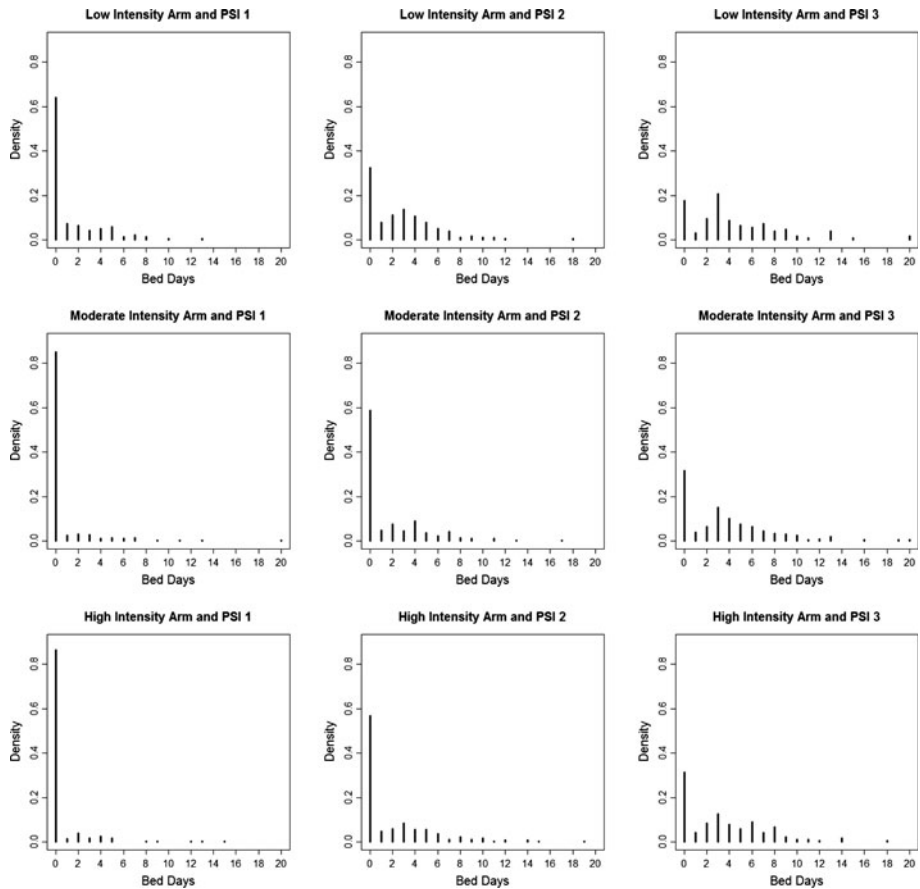 Low Intensity Arm and PSI 1
Low Intensity Arm and PSI 2
Low Intensity Arm and PSI 3
Density
0.0 0.2 0.4 0.6 0.8
0 2 4 6 8 10 12 14 16 18 20
Bed Days
Density
0.0 0.2 0.4 0.6 0.8
0 2 4 6 8 10 12 14 16 18 20
Bed Days
Density
0.0 0.2 0.4 0.6 0.8
0 2 4 6 8 10 12 14 16 18 20
Bed Days
Moderate Intensity Arm and PSI 1
Moderate Intensity Arm and PSI 2
Moderate Intensity Arm and PSI 3
Density
0.0 0.2 0.4 0.6 0.8
0 2 4 6 8 10 12 14 16 18 20
Bed Days
Density
0.0 0.2 0.4 0.6 0.8
0 2 4 6 8 10 12 14 16 18 20
Bed Days
Density
0.0 0.2 0.4 0.6 0.8
0 2 4 6 8 10 12 14 16 18 20
Bed Days
High Intensity Arm and PSI 1
High Intensity Arm and PSI 2
High Intensity Arm and PSI 3
Density
0.0 0.2 0.4 0.6 0.8
0 2 4 6 8 10 12 14 16 18 20
Bed Days
Density
0.0 0.2 0.4 0.6 0.8
0 2 4 6 8 10 12 14 16 18 20
Bed Days
Density
0.0 0.2 0.4 0.6 0.8
0 2 4 6 8 10 12 14 16 18 20
Bed Days